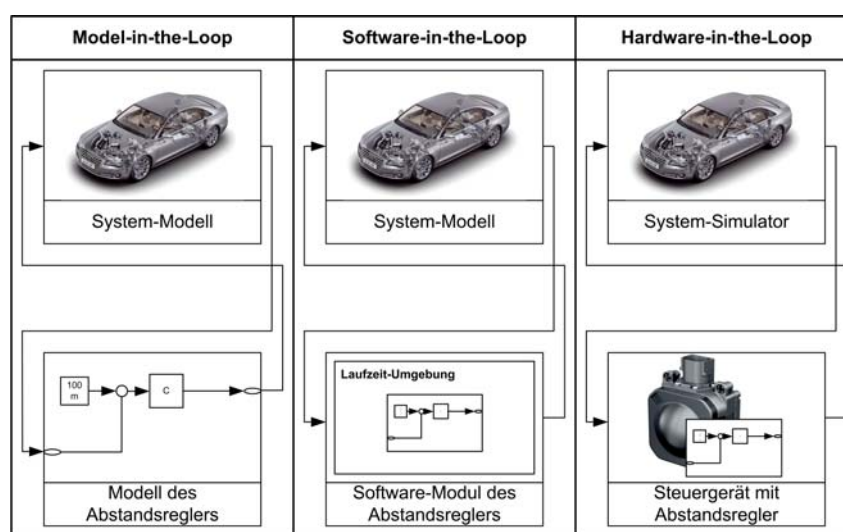 Model-in-the-Loop
Software-in-the-Loop
Hardware-in-the-Loop
System-Modell
System-Modell
System-Simulator
100
m
C
Modell des
Abstandsreglers
Laufzeit-Umgebung
Software-Modul des
Abstandsreglers
Steuergerät mit
Abstandsregler